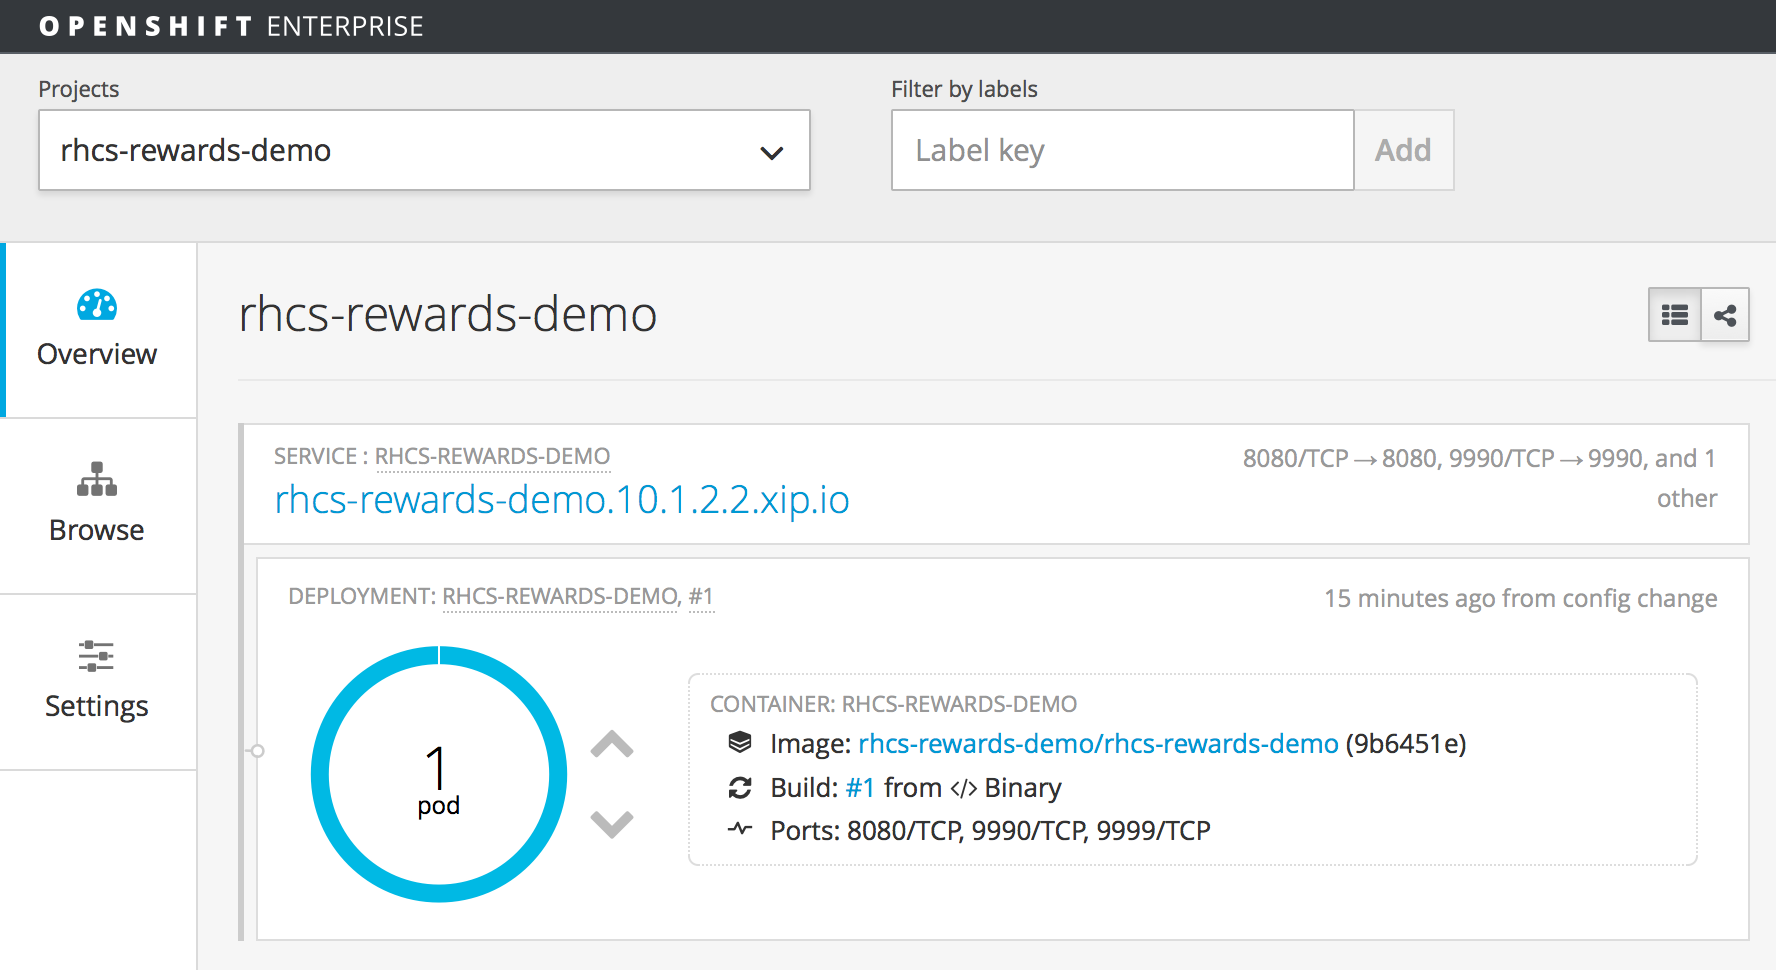 OPENSHIFT ENTERPRISE
Projects
rhcs-rewards-demo
Filter by labels
Label key
Add
Overview
Browse
Settings
rhcs-rewards-demo
SERVICE : RHCS-REWARDS-DEMO
rhcs-rewards-demo.10.1.2.2.xip.io
8080/TCP → 8080, 9990/TCP → 9990, and 1
other
DEPLOYMENT: RHCS-REWARDS-DEMO, #1
15 minutes ago from config change
1
pod
CONTAINER: RHCS-REWARDS-DEMO
Image: rhcs-rewards-demo/rhcs-rewards-demo (9b6451e)
Build: #1 from </> Binary
Ports: 8080/TCP, 9990/TCP, 9999/TCP